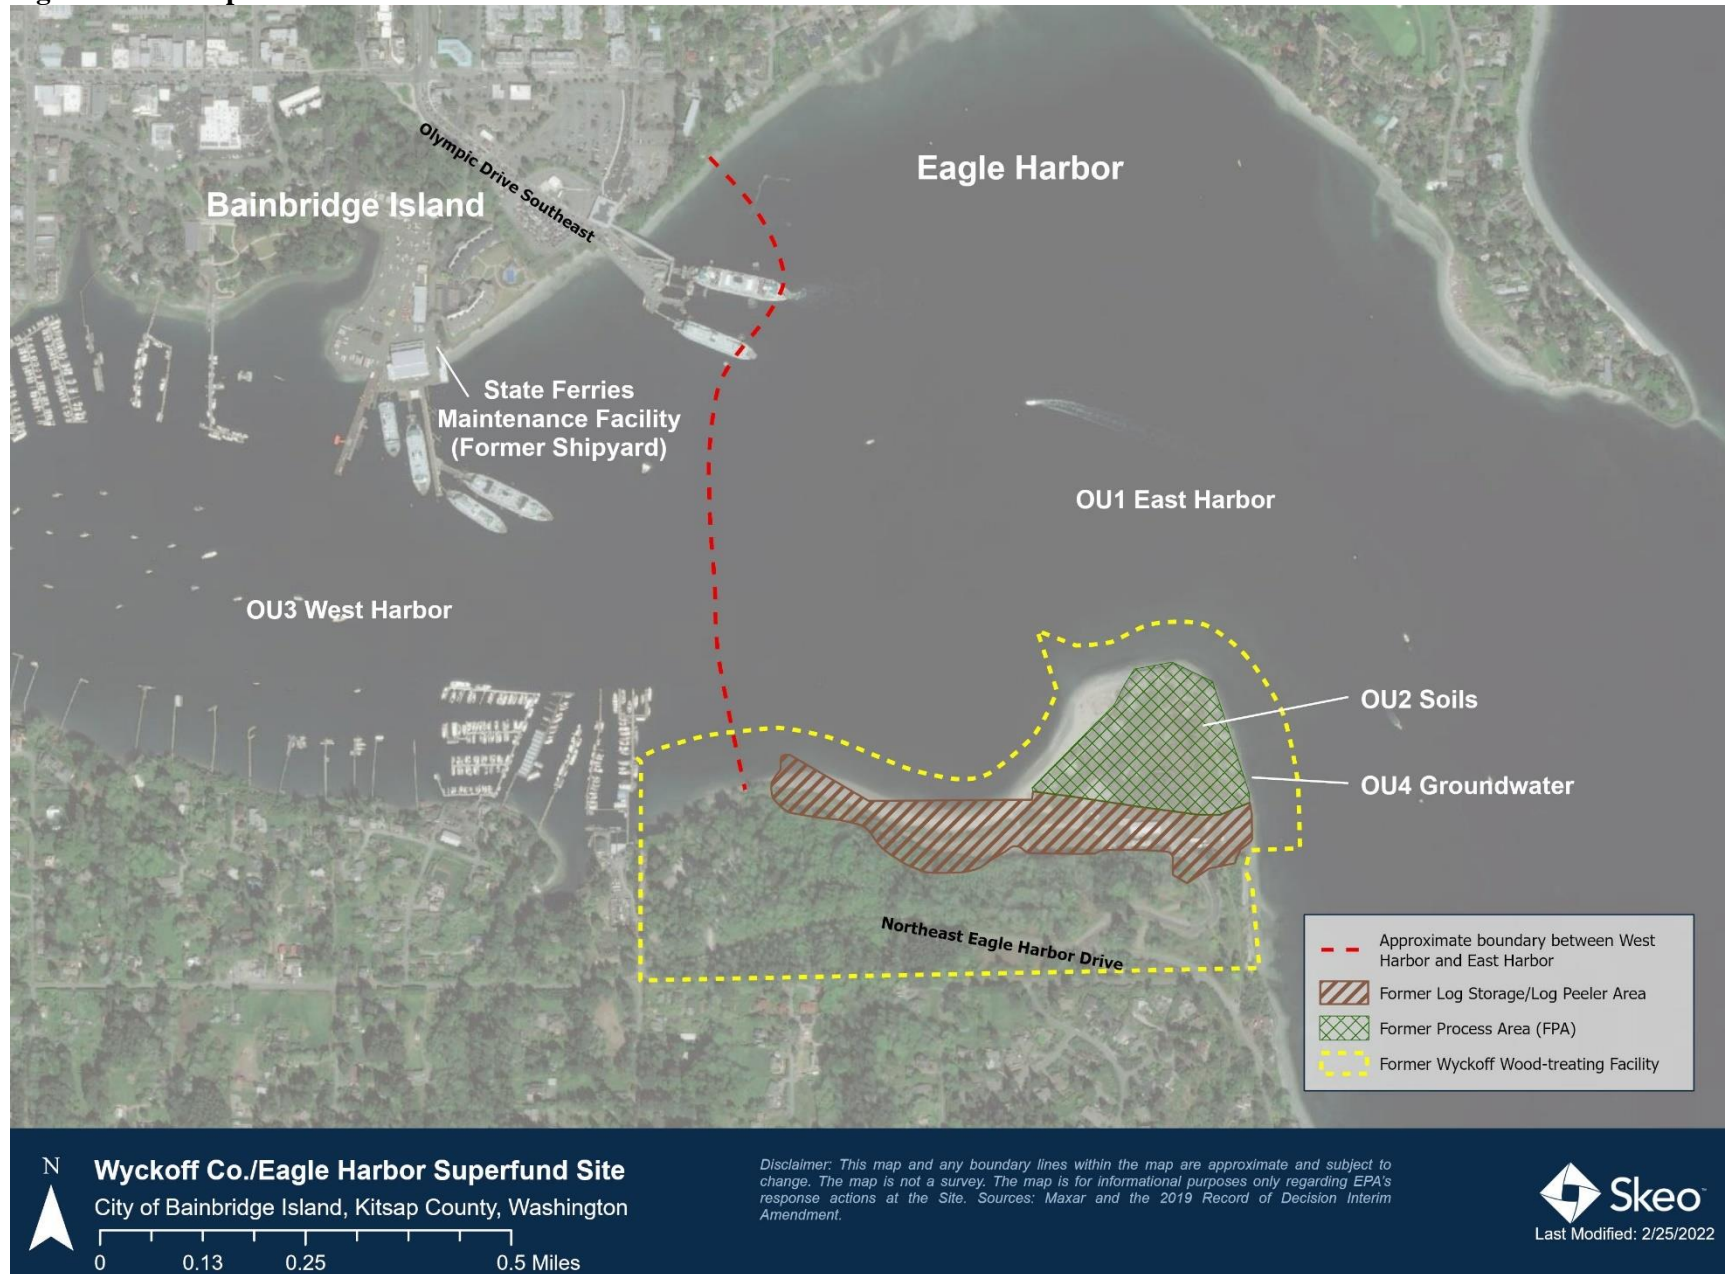 Olympic Drive Southeast
Eagle Harbor
Bainbridge Island
State Ferries
Maintenance Facility
(Former Shipyard)
OU1 East Harbor
OU3 West Harbor
OU2 Soils
OU4 Groundwater
Northeast Eagle Harbor Drive
Approximate boundary between West
Harbor and East Harbor
Former Log Storage/Log Peeler Area
Former Process Area (FPA)
Former Wyckoff Wood-treating Facility
N
Wyckoff Co./Eagle Harbor Superfund Site
City of Bainbridge Island, Kitsap County, Washington
0 0.13 0.25 0.5 Miles
Disclaimer: This map and any boundary lines within the map are approximate and subject to
change. The map is not a survey. The map is for informational purposes only regarding EPA's
response actions at the Site. Sources: Maxar and the 2019 Record of Decision Interim
Amendment.
Skeo
Last Modified: 2/25/2022